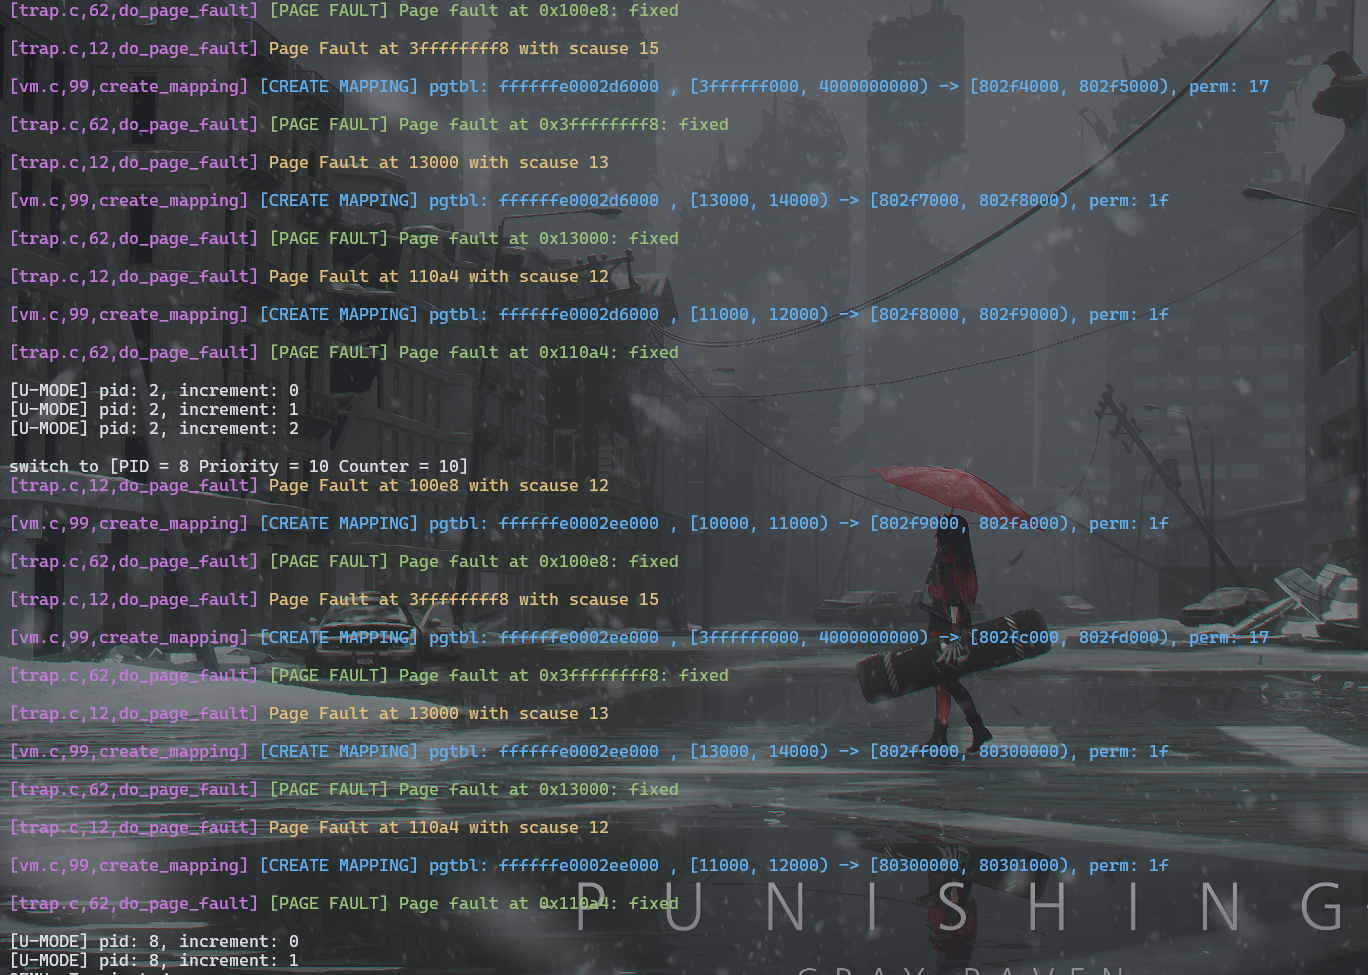 [trap.c,62,do_page_fault] [PAGE FAULT] Page fault at 0x100e8: fixed
[trap.c,12,do_page_fault] Page Fault at 3ffffffff8 with scause 15
[vm.c,99,create_mapping] [CREATE MAPPING] pgtbl: ffffffe0002d6000 , [3ffffff000, 4000000000) -> [802f4000, 802f5000), perm: 17
[trap.c,62,do_page_fault] [PAGE FAULT] Page fault at 0x3ffffffff8: fixed
[trap.c,12,do_page_fault] Page Fault at 13000 with scause 13
[vm.c,99,create_mapping] [CREATE MAPPING] pgtbl: ffffffe0002d6000 , [13000, 14000) -> [802f7000, 802f8000), perm: 1f
[trap.c,62,do_page_fault] [PAGE FAULT] Page fault at 0x13000: fixed
[trap.c,12,do_page_fault] Page Fault at 110a4 with scause 12
[vm.c,99,create_mapping] [CREATE MAPPING] pgtbl: ffffffe0002d6000 , [11000, 12000) -> [802f8000, 802f9000), perm: 1f
[trap.c,62,do_page_fault] [PAGE FAULT] Page fault at 0x110a4: fixed
[U-MODE] pid: 2, increment: 0
[U-MODE] pid: 2, increment: 1
[U-MODE] pid: 2, increment: 2
switch to [PID = 8 Priority = 10 Counter = 10]
[trap.c,12,do_page_fault] Page Fault at 100e8 with scause 12
[vm.c,99,create_mapping] [CREATE MAPPING] pgtbl: ffffffe0002ee000 , [10000, 11000) -> [802f9000, 802fa000), perm: 1f
[trap.c,62,do_page_fault] [PAGE FAULT] Page fault at 0x100e8: fixed
[trap.c,12,do_page_fault] Page Fault at 3ffffffff8 with scause 15
[vm.c,99,create_mapping] [CREATE MAPPING] pgtbl: ffffffe0002ee000 , [3ffffff000, 4000000000) -> [802fc000, 802fd000), perm: 17
[trap.c,62,do_page_fault] [PAGE FAULT] Page fault at 0x3ffffffff8: fixed
[trap.c,12,do_page_fault] Page Fault at 13000 with scause 13
[vm.c,99,create_mapping] [CREATE MAPPING] pgtbl: ffffffe0002ee000 , [13000, 14000) -> [802ff000, 80300000), perm: 1f
[trap.c,62,do_page_fault] [PAGE FAULT] Page fault at 0x13000: fixed
[trap.c,12,do_page_fault] Page Fault at 110a4 with scause 12
[vm.c,99,create_mapping] [CREATE MAPPING] pgtbl: ffffffe0002ee000 , [11000, 12000) -> [80300000, 80301000), perm: 1f
[trap.c,62,do_page_fault] [PAGE FAULT] Page fault at 0x110a4: fixed
PUNISHING
[U-MODE] pid: 8, increment: 0
[U-MODE] pid: 8, increment: 1
GRAY RAVEN